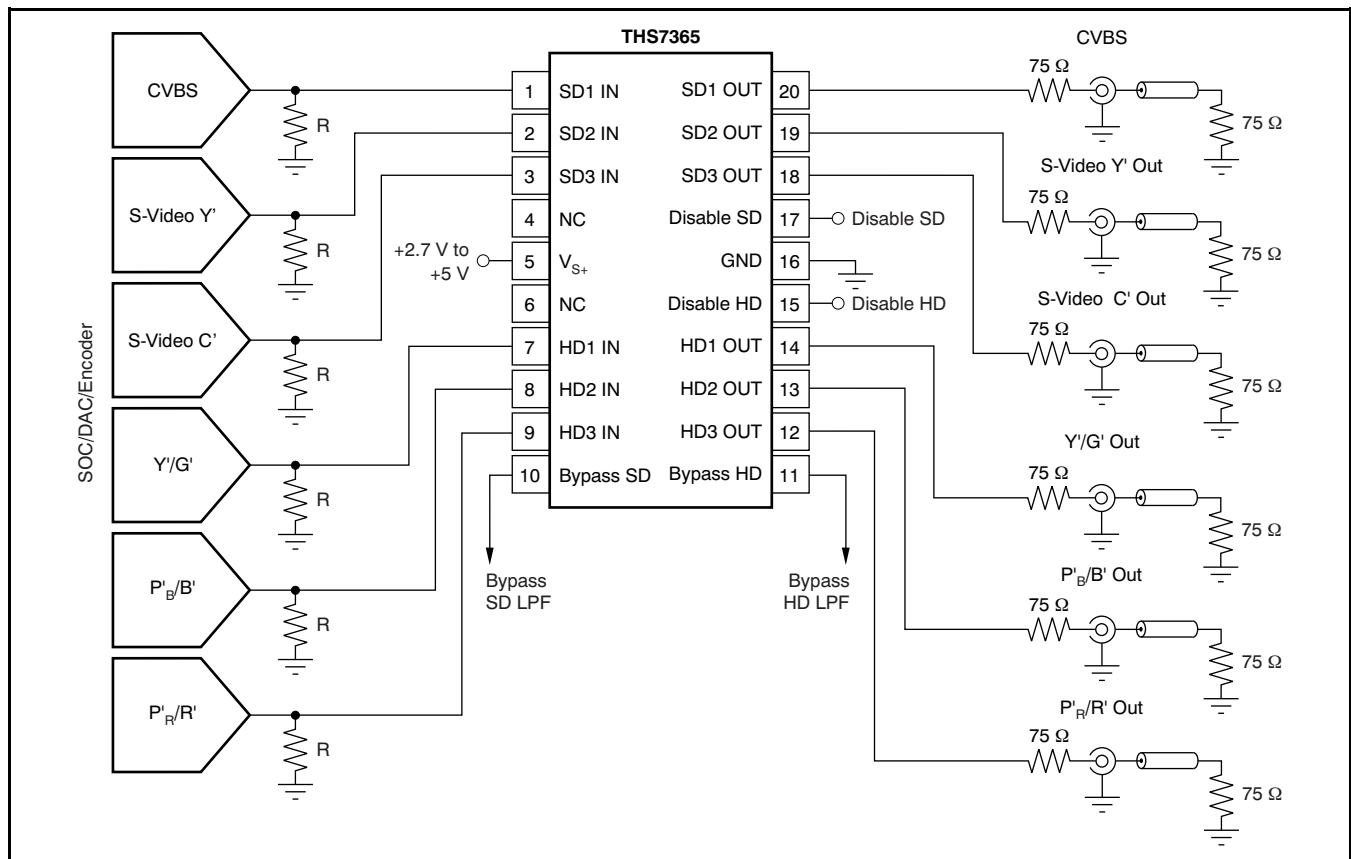 THS7365
SOC/DAC/Encoder
CVBS
R
S-Video Y'
R
S-Video C'
R
Y'/G'
R
P'B/B'
R
P'R/R'
R
+2.7 V to
+5 V
1 SD1 IN
2 SD2 IN
3 SD3 IN
4 NC
5 VS+
6 NC
7 HD1 IN
8 HD2 IN
9 HD3 IN
10 Bypass SD
Bypass
SD LPF
SD1 OUT 20
SD2 OUT 19
SD3 OUT 18
Disable SD 17 Disable SD
GND 16
Disable HD 15 Disable HD
HD1 OUT 14
HD2 OUT 13
HD3 OUT 12
Bypass HD 11
Bypass
HD LPF
CVBS
75 Ω
75 Ω
S-Video Y' Out
75 Ω
75 Ω
S-Video C' Out
75 Ω
75 Ω
Y'/G' Out
75 Ω
75 Ω
P'B/B' Out
75 Ω
75 Ω
P'R/R' Out
75 Ω
75 Ω